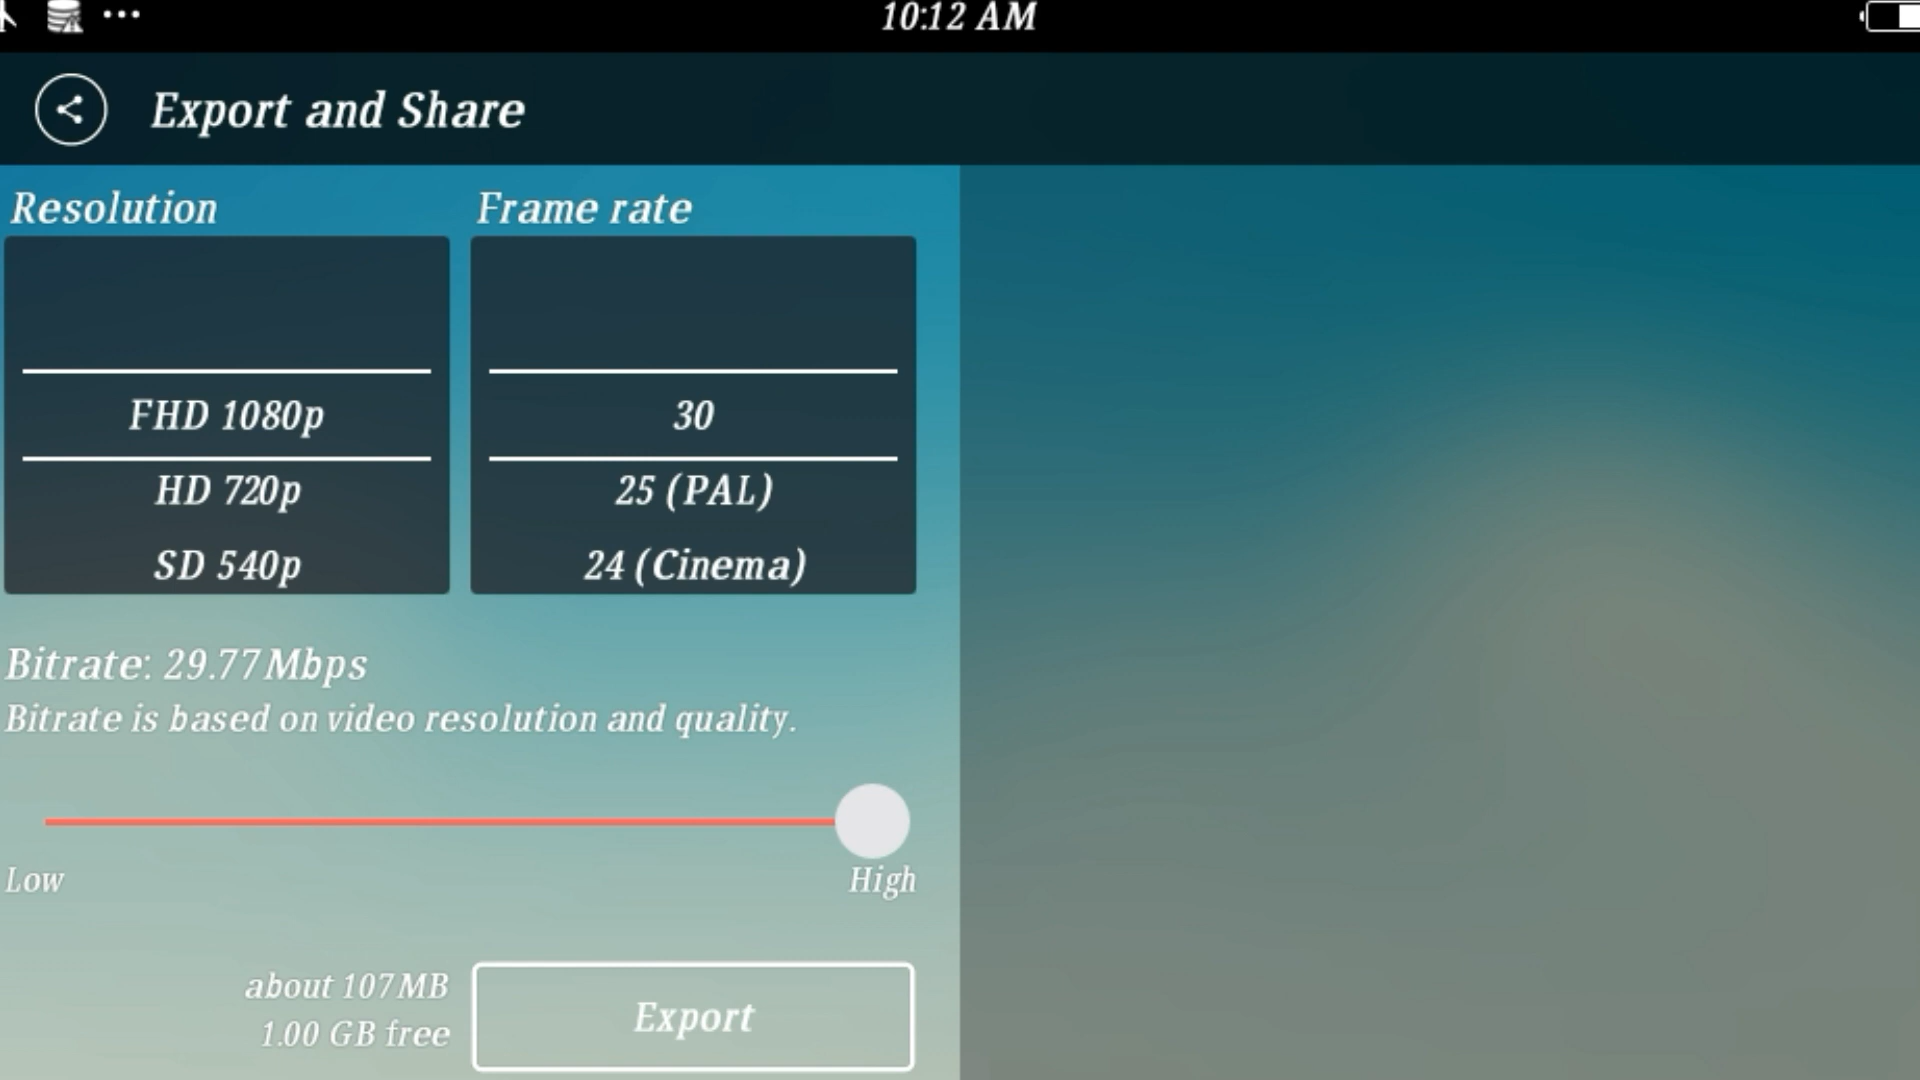 10:12 AM
Export and Share
Resolution
Frame rate
FHD 1080p
30
HD 720p
25 (PAL)
SD 540p
24 (Cinema)
Bitrate: 29.77Mbps
Bitrate is based on video resolution and quality.
Low
High
about 107MB
1.00 GB free
Export